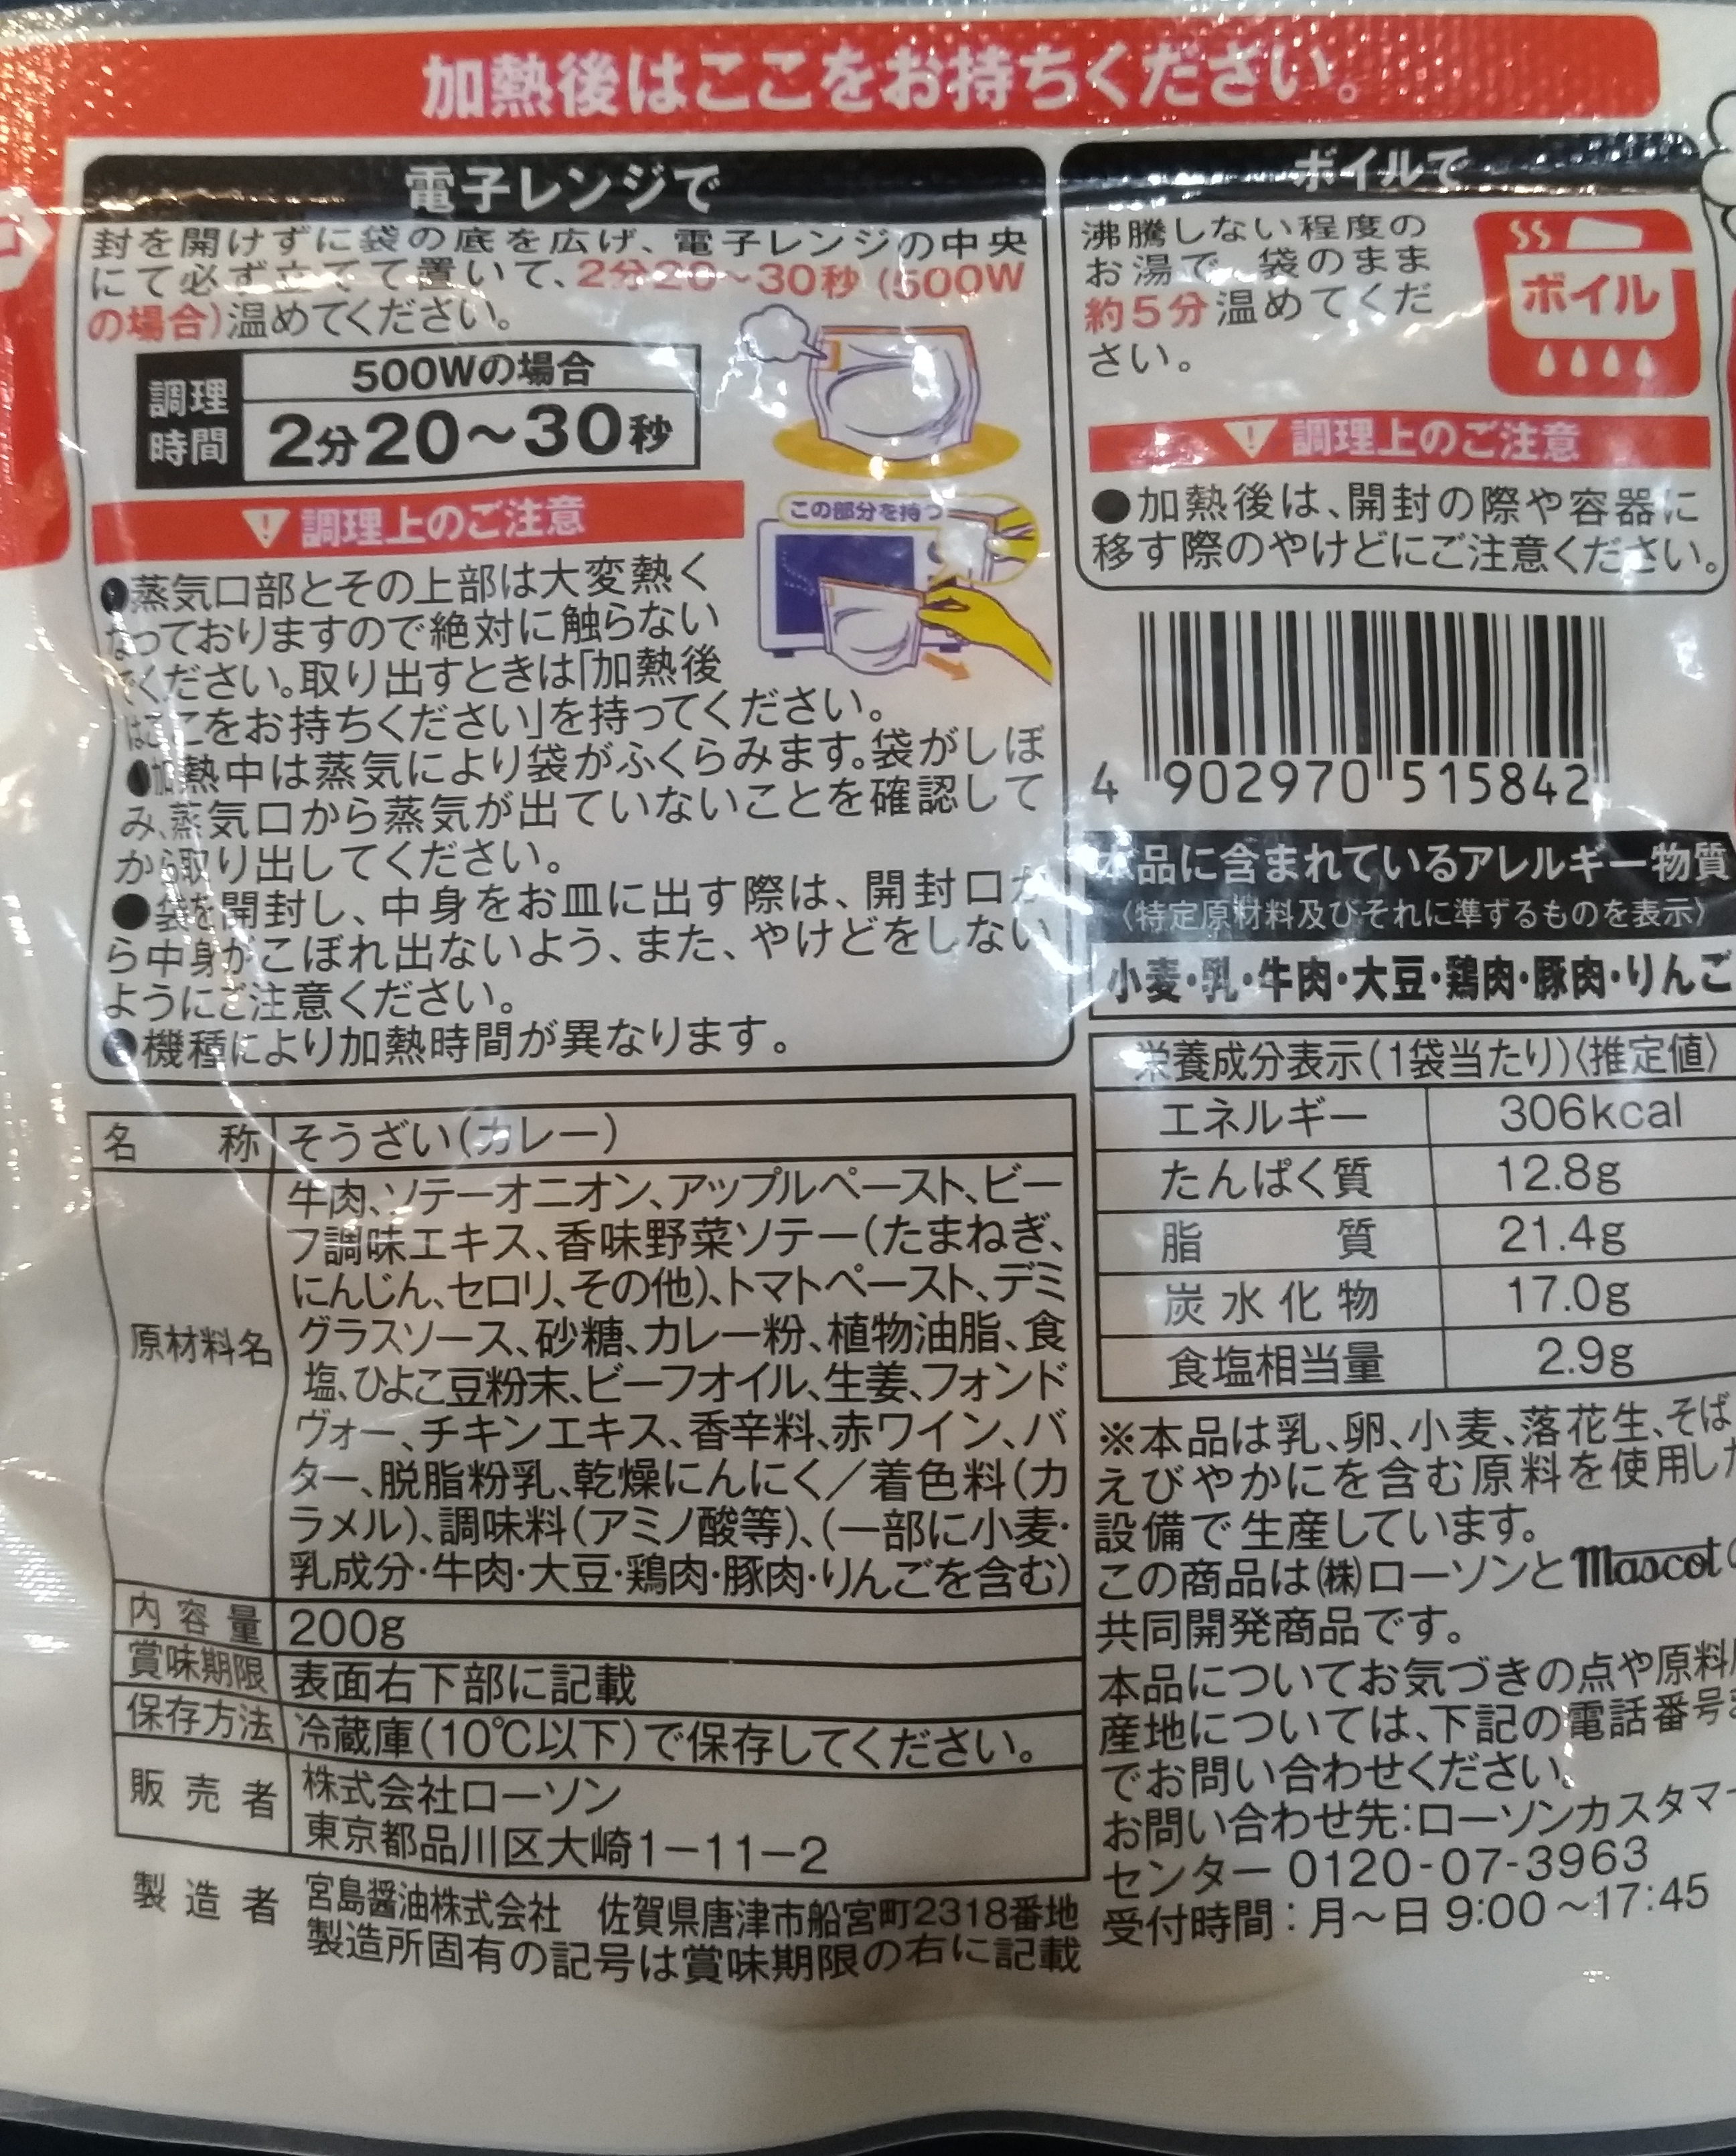 加熱後はここをお持ちください。
電子レンジで
封を開けずに袋の底を広げ、電子レンジの中央
にて必ず立てて置いて、2分20～30秒(500W
の場合)温めてください。
調理
時間
500Wの場合
2分20～30秒
この部分を持つ
調理上のご注意
●蒸気口部とその上部は大変熱く
なっておりますので絶対に触らない
でください。取り出すときは「加熱後
はここをお持ちください」を持ってください。
●加熱中は蒸気により袋がふくらみます。袋がしぼ
み、蒸気口から蒸気が出ていないことを確認して
から取り出してください。
●袋を開封し、中身をお皿に出す際は、開封口か
ら中身がこぼれ出ないよう、また、やけどをしない
ようにご注意ください。
●機種により加熱時間が異なります。
ボイルで
沸騰しない程度の
お湯で、袋のまま
約5分温めてくだ
さい。
ボイル
調理上のご注意
●加熱後は、開封の際や容器に
移す際のやけどにご注意ください。
4 902970 515842
本品に含まれているアレルギー物質
〈特定原材料及びそれに準ずるものを表示〉
小麦・乳・牛肉・大豆・鶏肉・豚肉・りんご
栄養成分表示(1袋当たり)〈推定値〉
エネルギー 306kcal
たんぱく質 12.8g
脂質 21.4g
炭水化物 17.0g
食塩相当量 2.9g
※本品は乳、卵、小麦、落花生、そば、
えびやかにを含む原料を使用した
設備で生産しています。
この商品は(株)ローソンとMascot
共同開発商品です。
本品についてお気づきの点や原料
産地については、下記の電話番号ま
でお問い合わせください。
お問い合わせ先：ローソンカスタマー
センター 0120-07-3963
受付時間：月～日 9:00～17:45
名称 そうざい(カレー)
原材料名
牛肉、ソテーオニオン、アップルペースト、ビー
フ調味エキス、香味野菜ソテー(たまねぎ、
にんじん、セロリ、その他)、トマトペースト、デミ
グラスソース、砂糖、カレー粉、植物油脂、食
塩、ひよこ豆粉末、ビーフオイル、生姜、フォンド
ヴォー、チキンエキス、香辛料、赤ワイン、バ
ター、脱脂粉乳、乾燥にんにく／着色料(カ
ラメル)、調味料(アミノ酸等)、(一部に小麦・
乳成分・牛肉・大豆・鶏肉・豚肉・りんごを含む)
内容量 200g
賞味期限 表面右下部に記載
保存方法 冷蔵庫(10℃以下)で保存してください。
販売者 株式会社ローソン
東京都品川区大崎1－11－2
製造者 宮島醤油株式会社 佐賀県唐津市船宮町2318番地
製造所固有の記号は賞味期限の右に記載